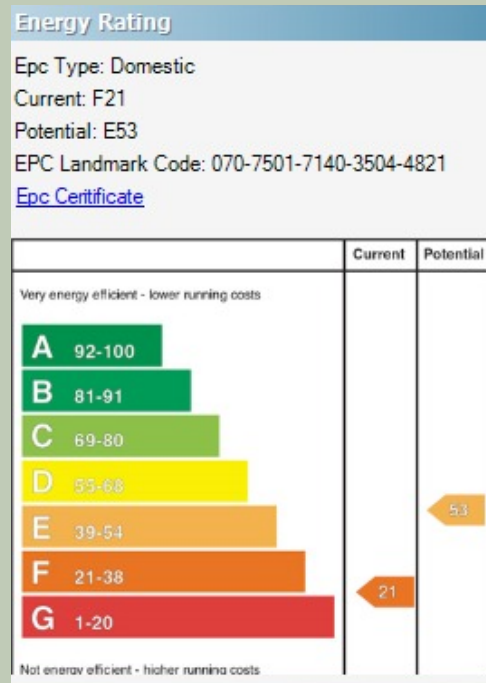 Energy Rating
Epc Type: Domestic
Current: F21
Potential: E53
EPC Landmark Code: 070-7501-7140-3504-4821
Epc Ceritificate
Current Potential
Very energy efficient - lower running costs
A 92-100
B 81-91
C 69-80
D 55-68
E 39-54
53
F 21-38
21
G 1-20
Not energy efficient - higher running costs